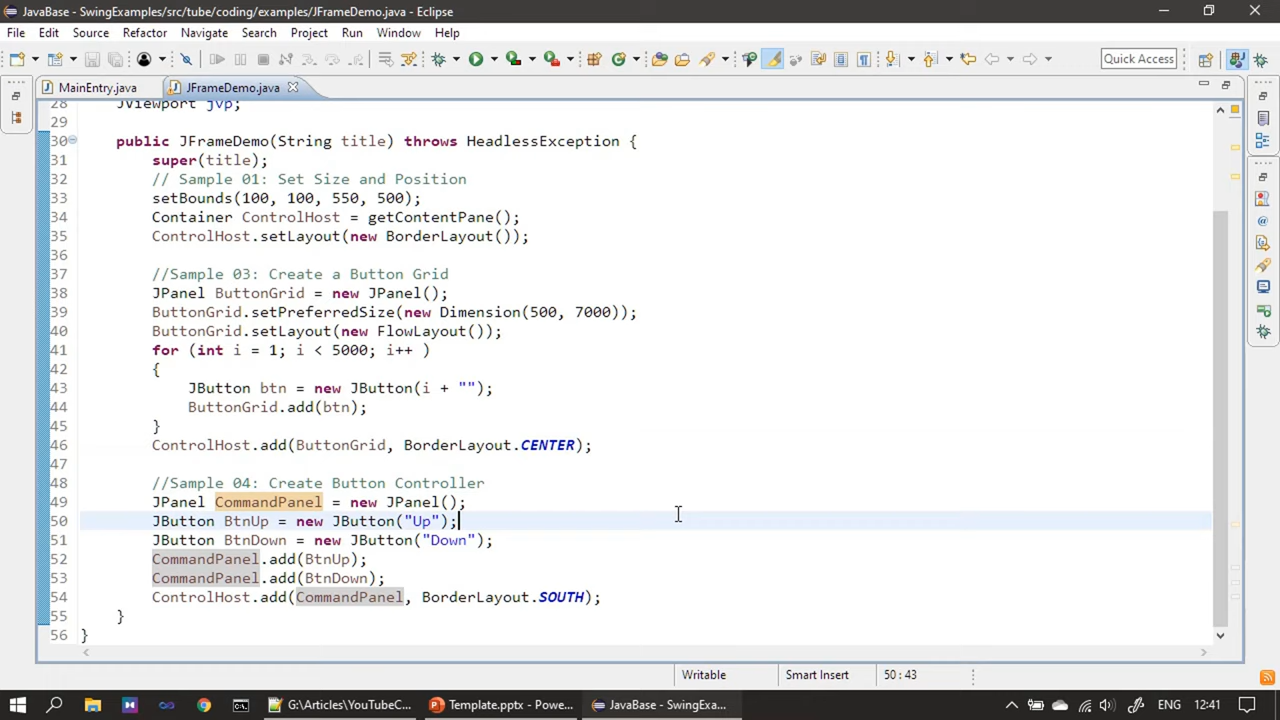 JavaBase - SwingExamples/src/tube/coding/examples/JFrameDemo.java - Eclipse
File Edit Source Refactor Navigate Search Project Run Window Help
Quick Access
MainEntry.java JFrameDemo.java
28 JViewport jvp;
29
30 public JFrameDemo(String title) throws HeadlessException {
31 super(title);
32 // Sample 01: Set Size and Position
33 setBounds(100, 100, 550, 500);
34 Container ControlHost = getContentPane();
35 ControlHost.setLayout(new BorderLayout());
36
37 //Sample 03: Create a Button Grid
38 JPanel ButtonGrid = new JPanel();
39 ButtonGrid.setPreferredSize(new Dimension(500, 7000));
40 ButtonGrid.setLayout(new FlowLayout());
41 for (int i = 1; i < 5000; i++ )
42 {
43 JButton btn = new JButton(i + "");
44 ButtonGrid.add(btn);
45 }
46 ControlHost.add(ButtonGrid, BorderLayout.CENTER);
47
48 //Sample 04: Create Button Controller
49 JPanel CommandPanel = new JPanel();
50 JButton BtnUp = new JButton("Up");
51 JButton BtnDown = new JButton("Down");
52 CommandPanel.add(BtnUp);
53 CommandPanel.add(BtnDown);
54 ControlHost.add(CommandPanel, BorderLayout.SOUTH);
55 }
56 }
Writable Smart Insert 50 : 43
G:\Articles\YouTubeC... Template.pptx - Powe... JavaBase - SwingExa... ENG 12:41